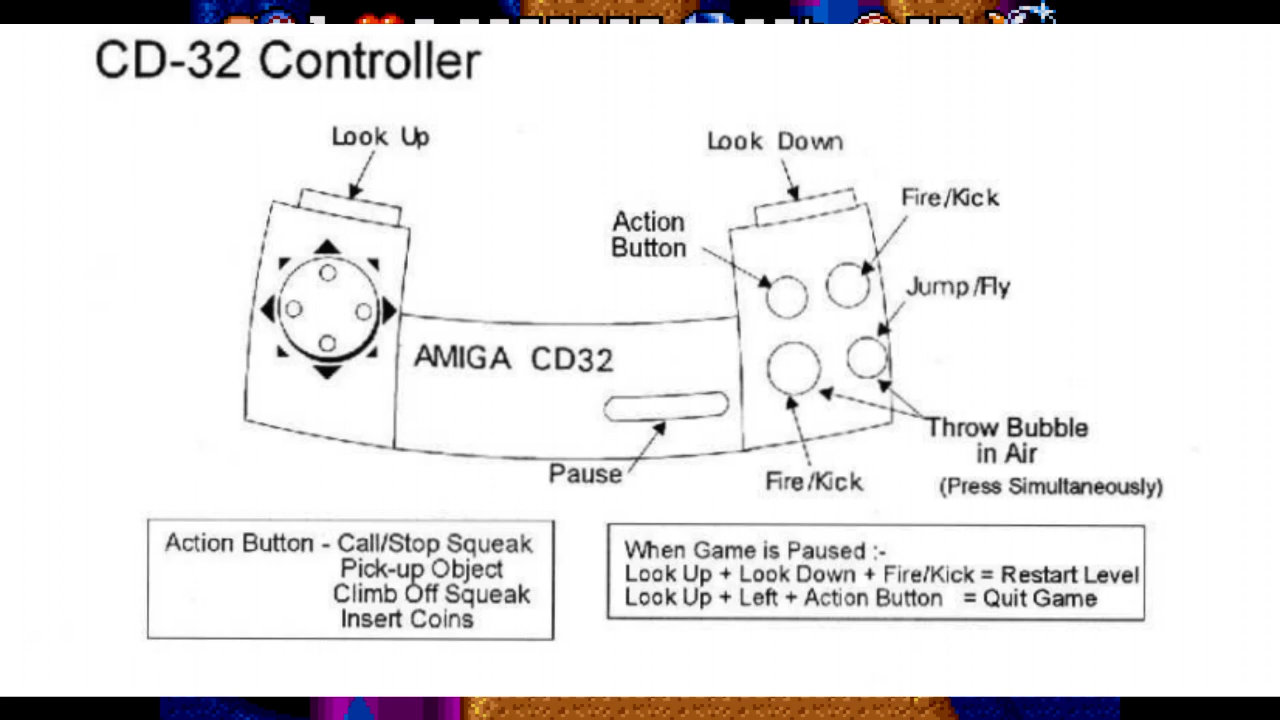 CD-32 Controller
Look Up
Look Down
Fire/Kick
Action
Button
Jump/Fly
AMIGA CD32
Throw Bubble
in Air
(Press Simultaneously)
Pause
Fire/Kick
Action Button - Call/Stop Squeak
Pick-up Object
Climb Off Squeak
Insert Coins
When Game is Paused :-
Look Up + Look Down + Fire/Kick = Restart Level
Look Up + Left + Action Button = Quit Game